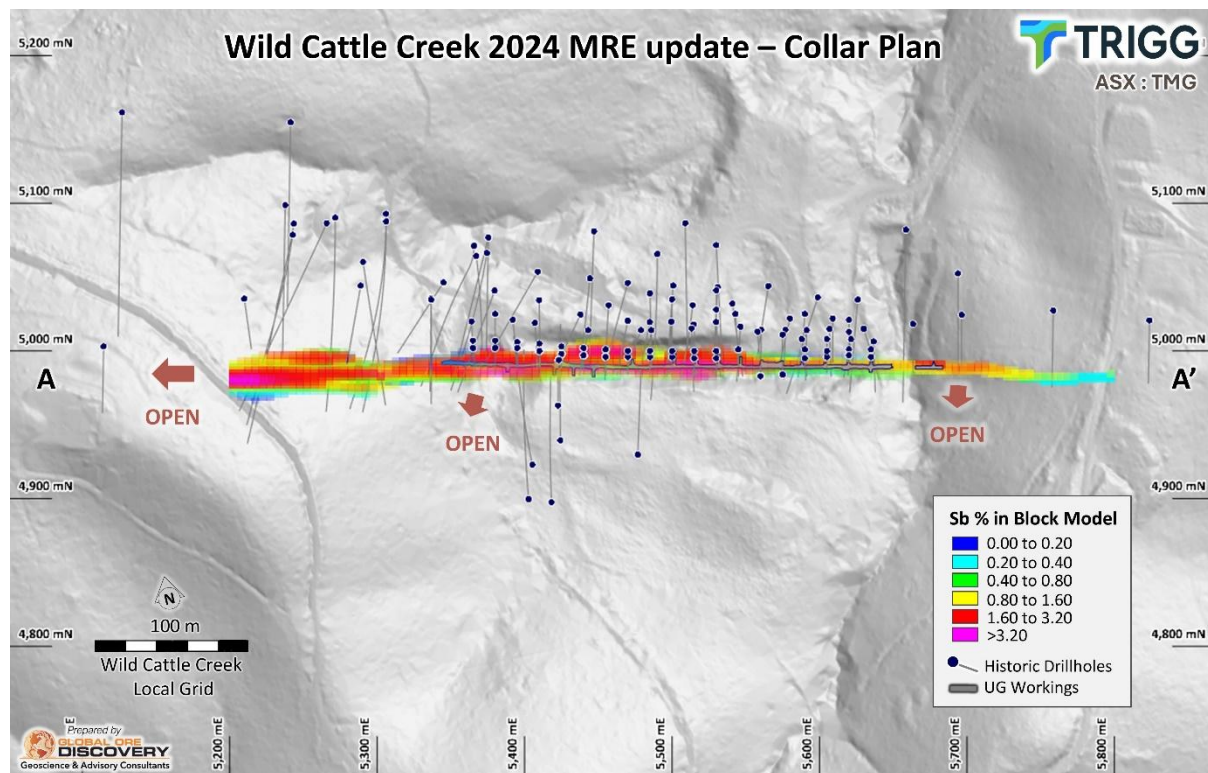 Wild Cattle Creek 2024 MRE update – Collar Plan
TRIGG
ASX : TMG
5,200 mN
5,100 mN
5,100 mN
5,000 mN
5,000 mN
A
A'
OPEN
OPEN
OPEN
4,900 mN
4,900 mN
4,800 mN
4,800 mN
Sb % in Block Model
0.00 to 0.20
0.20 to 0.40
0.40 to 0.80
0.80 to 1.60
1.60 to 3.20
>3.20
Historic Drillholes
UG Workings
N
100 m
Wild Cattle Creek
Local Grid
5,200 mE
5,300 mE
5,400 mE
5,500 mE
5,600 mE
5,700 mE
5,800 mE
Prepared by
GLOBAL ORE
DISCOVERY
Geoscience & Advisory Consultants